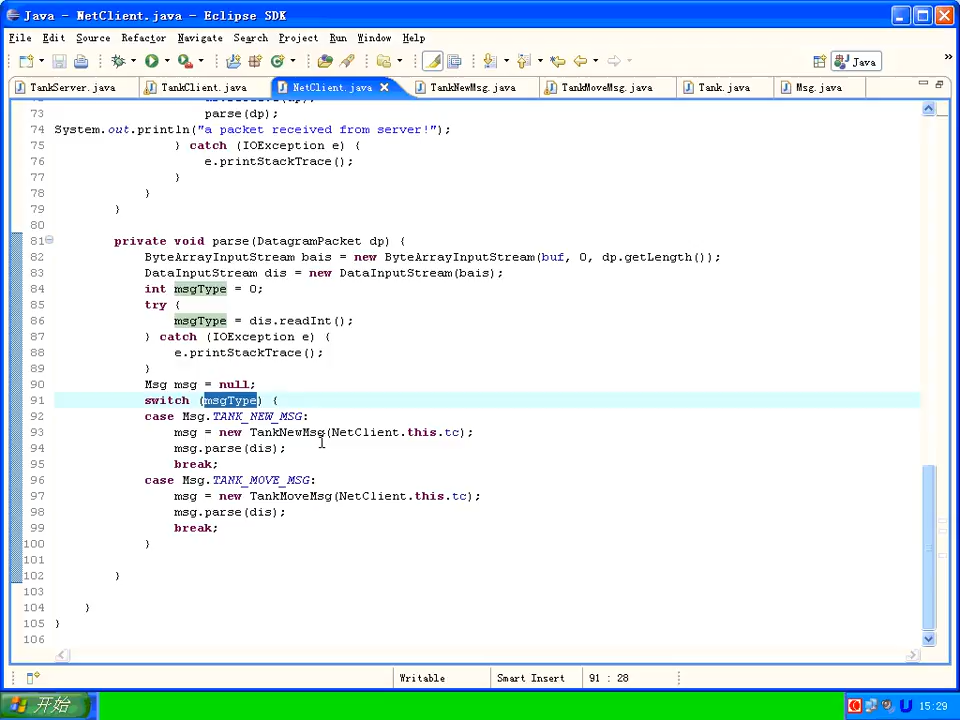 Java - NetClient.java - Eclipse SDK
File Edit Source Refactor Navigate Search Project Run Window Help
Java
TankServer.java TankClient.java NetClient.java TankNewMsg.java TankMoveMsg.java Tank.java Msg.java
73 parse(dp);
74 System.out.println("a packet received from server!");
75 } catch (IOException e) {
76 e.printStackTrace();
77 }
78 }
79 }
80
81 private void parse(DatagramPacket dp) {
82 ByteArrayInputStream bais = new ByteArrayInputStream(buf, 0, dp.getLength());
83 DataInputStream dis = new DataInputStream(bais);
84 int msgType = 0;
85 try {
86 msgType = dis.readInt();
87 } catch (IOException e) {
88 e.printStackTrace();
89 }
90 Msg msg = null;
91 switch (msgType) {
92 case Msg.TANK_NEW_MSG:
93 msg = new TankNewMsg(NetClient.this.tc);
94 msg.parse(dis);
95 break;
96 case Msg.TANK_MOVE_MSG:
97 msg = new TankMoveMsg(NetClient.this.tc);
98 msg.parse(dis);
99 break;
100 }
101
102 }
103
104 }
105 }
106
Writable Smart Insert 91 : 28
开始 15:29